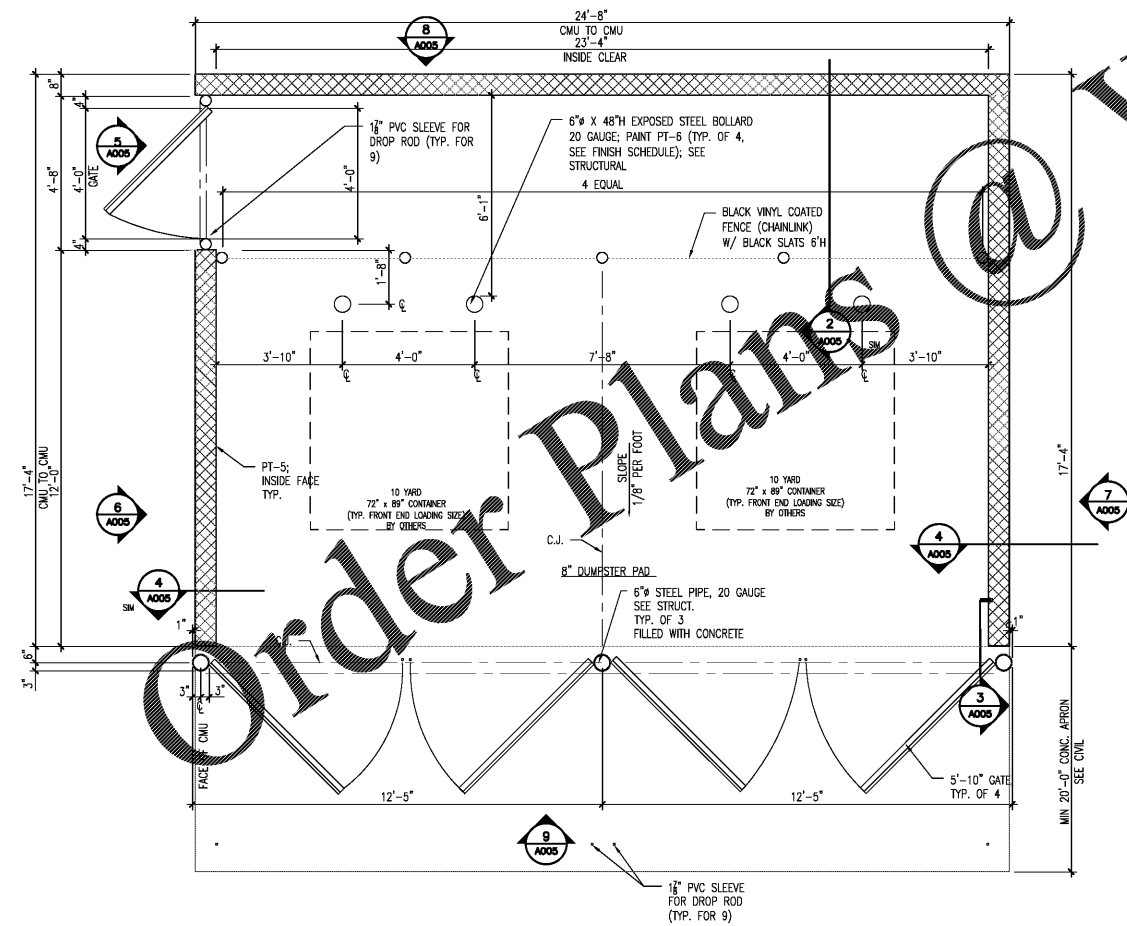 24'-8"
CMU TO CMU
23'-4"
INSIDE CLEAR
8
A005
8"
4"
4'-8"
4'-0"
GATE
4"
5
A005
4'-0"
1⅞" PVC SLEEVE FOR
DROP ROD (TYP. FOR
9)
6"ø X 48"H EXPOSED STEEL BOLLARD
20 GAUGE; PAINT PT-6 (TYP. OF 4,
SEE FINISH SCHEDULE); SEE
STRUCTURAL
4 EQUAL
6'-1"
BLACK VINYL COATED
FENCE (CHAINLINK)
W/ BLACK SLATS 6'H
1'-8"
℄
2
A005
SIM
3'-10"
4'-0"
7'-8"
4'-0"
3'-10"
℄
℄
℄
℄
17'-4"
CMU TO CMU
12'-0"
PT-5;
INSIDE FACE
TYP.
SLOPE
1/8" PER FOOT
17'-4"
10 YARD
72" x 89" CONTAINER
(TYP. FRONT END LOADING SIZE)
BY OTHERS
10 YARD
72" x 89" CONTAINER
(TYP. FRONT END LOADING SIZE)
BY OTHERS
6
A005
7
A005
C.J.
4
A005
8" DUMPSTER PAD
4
A005
SIM
6"ø STEEL PIPE, 20 GAUGE
SEE STRUCT.
TYP. OF 3
FILLED WITH CONCRETE
1"
1"
6"
3"
C.J.
3"
3"
℄
FACE OF CMU
3
A005
5'-10" GATE
TYP. OF 4
MIN 20'-0" CONC. APRON
SEE CIVIL
12'-5"
12'-5"
9
A005
1⅞" PVC SLEEVE
FOR DROP ROD
(TYP. FOR 9)
Order Plans @